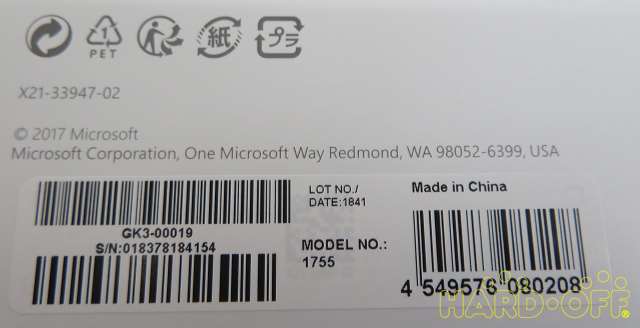 1
PET
紙
プラ
X21-33947-02
© 2017 Microsoft
Microsoft Corporation, One Microsoft Way Redmond, WA 98052-6399, USA
GK3-00019
S/N:018378184154
LOT NO./
DATE:1841
MODEL NO.:
1755
Made in China
4 549576 080208
HARD-OFF